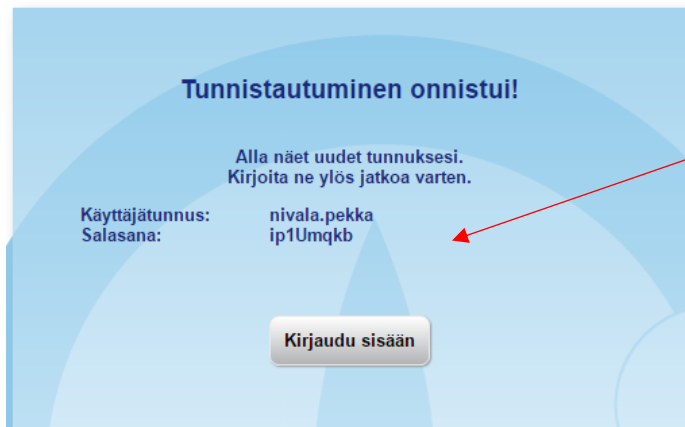 Tunnistautuminen onnistui!
Alla näet uudet tunnuksesi.
Kirjoita ne ylös jatkoa varten.
Käyttäjätunnus: nivala.pekka
Salasana: ip1Umqkb
Kirjaudu sisään